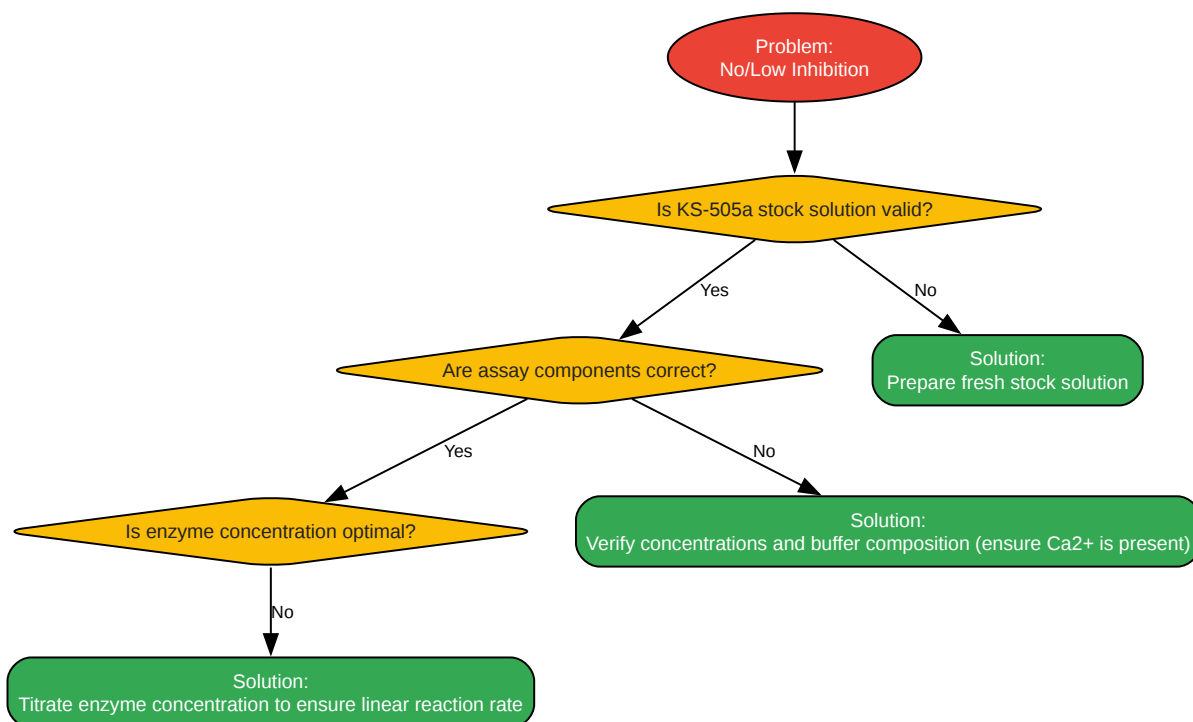 Problem:
No/Low Inhibition
Is KS-505a stock solution valid?
Yes
No
Are assay components correct?
Solution:
Prepare fresh stock solution
Yes
No
Is enzyme concentration optimal?
Solution:
Verify concentrations and buffer composition (ensure Ca2+ is present)
No
Solution:
Titrate enzyme concentration to ensure linear reaction rate